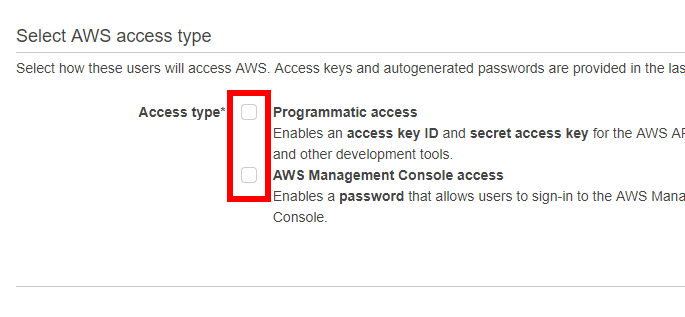 Select AWS access type
Select how these users will access AWS. Access keys and autogenerated passwords are provided in the las
Access type* Programmatic access
Enables an access key ID and secret access key for the AWS AP
and other development tools.
AWS Management Console access
Enables a password that allows users to sign-in to the AWS Mana
Console.